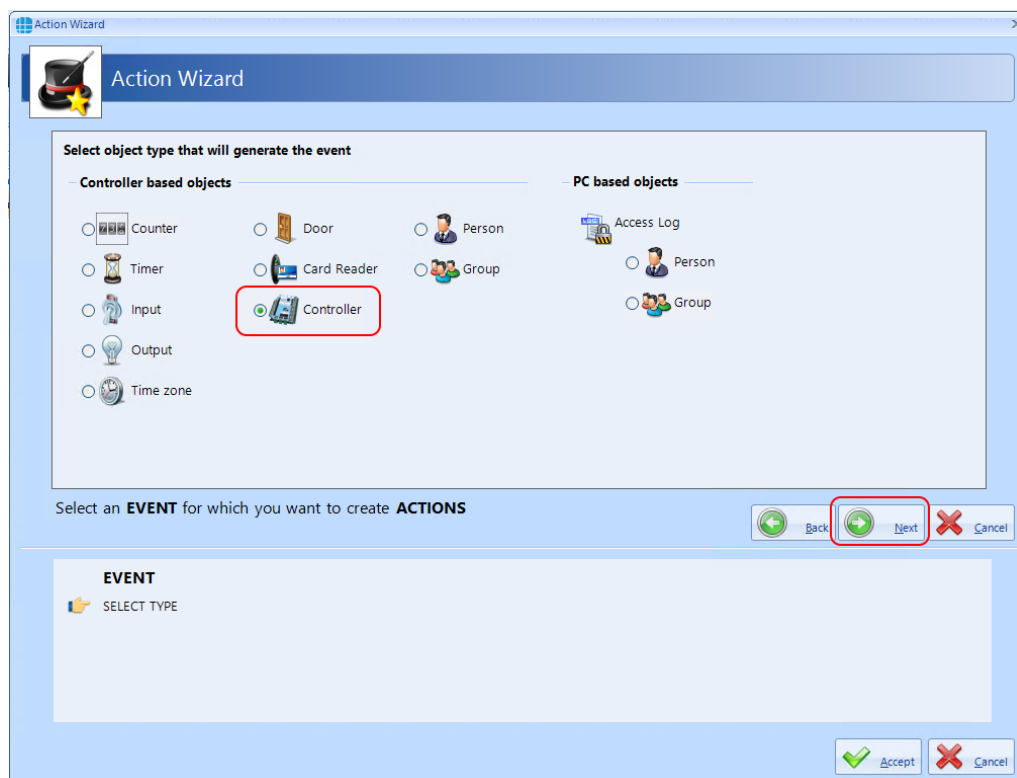 Action Wizard
Action Wizard
Select object type that will generate the event
Controller based objects
PC based objects
Counter
Door
Person
Access Log
Timer
Card Reader
Group
Person
Input
Controller
Group
Output
Time zone
Select an EVENT for which you want to create ACTIONS
Back
Next
Cancel
EVENT
SELECT TYPE
Accept
Cancel